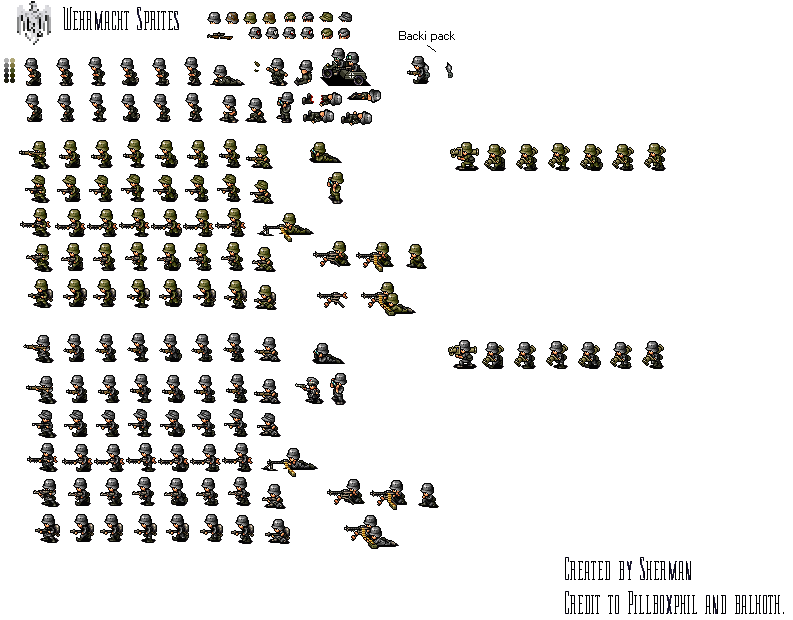 Wehrmacht Sprites
Backi pack
Created by Sherman
Credit to Pillboxphil and balhoth.